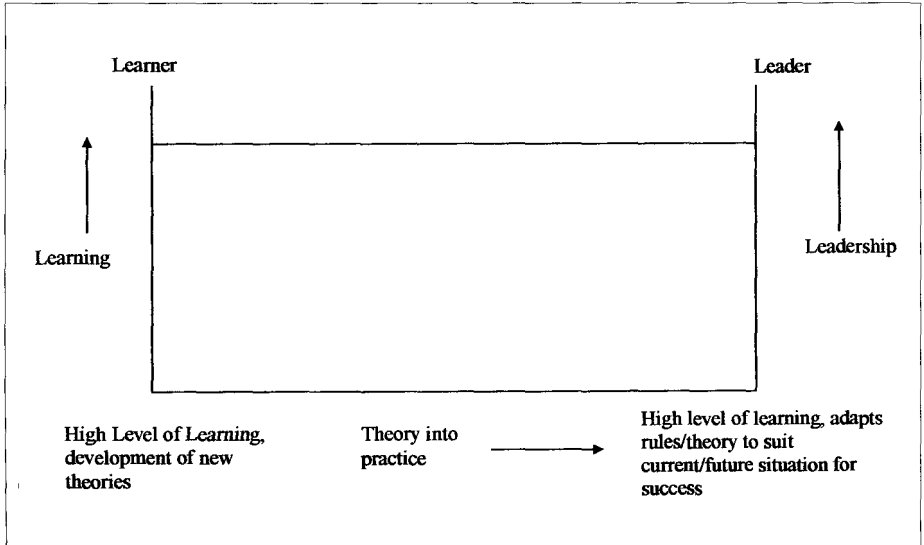 Learner
Leader
Learning
Leadership
High Level of Learning,
development of new
theories
Theory into
practice
High level of learning, adapts
rules/theory to suit
current/future situation for
success